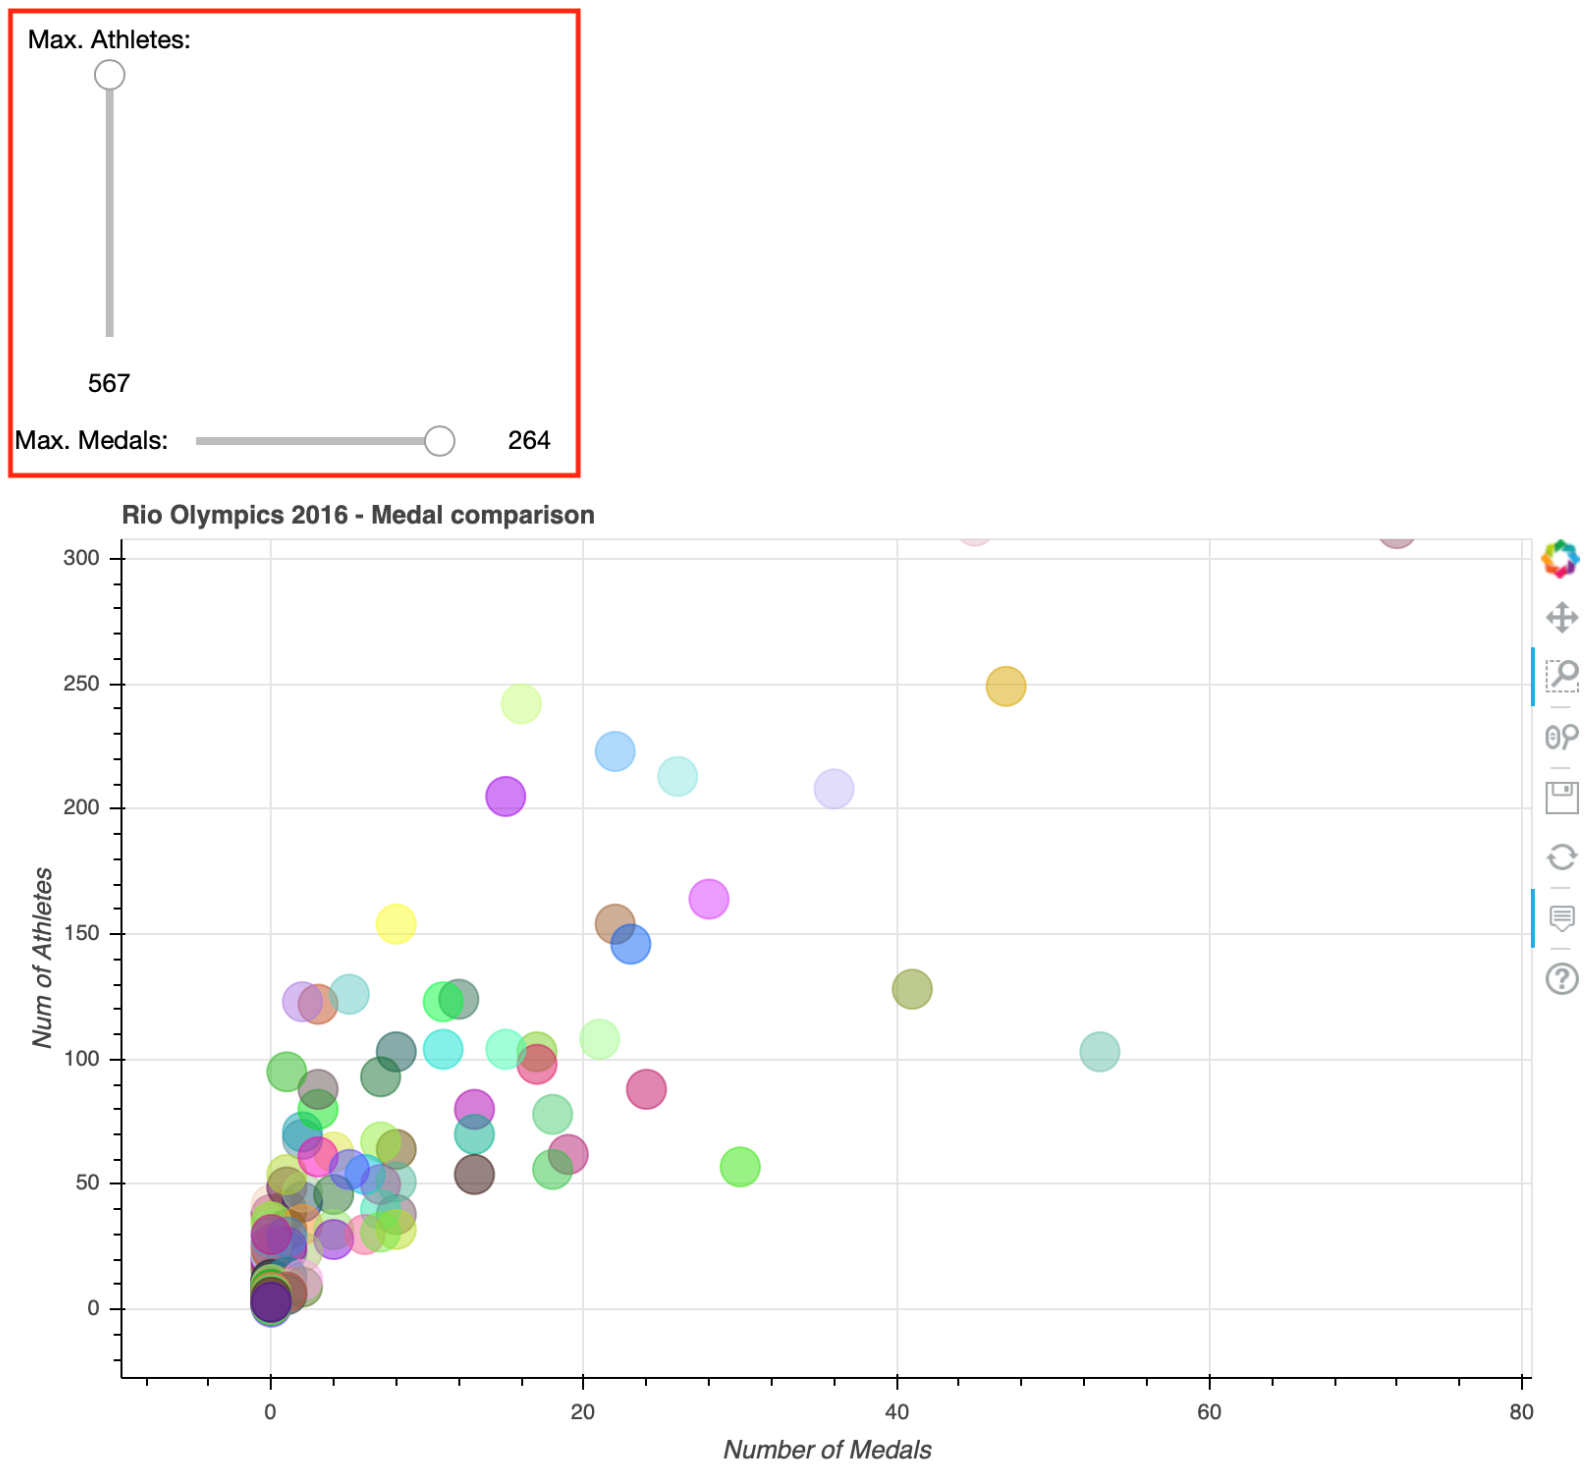 Max. Athletes:
567
Max. Medals: 264
Rio Olympics 2016 - Medal comparison
300
250
200
150
100
50
0
Num of Athletes
0 20 40 60 80
Number of Medals
?